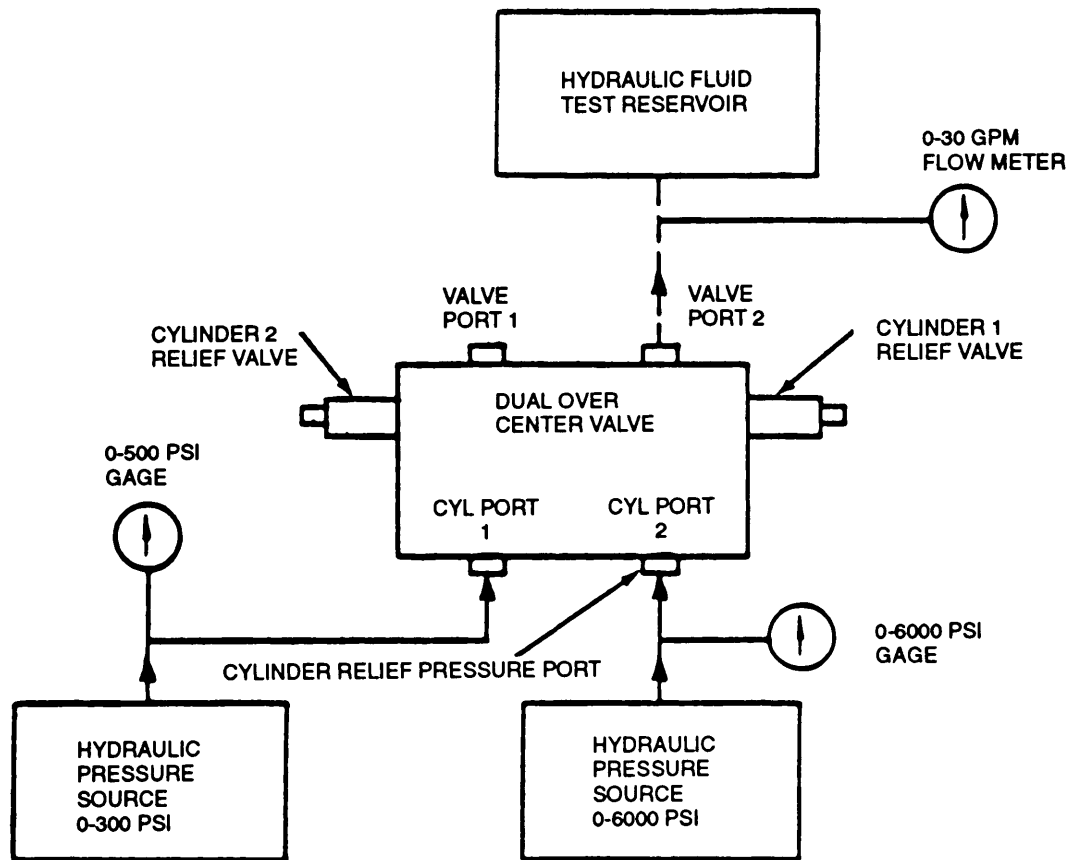 HYDRAULIC FLUID
TEST RESERVOIR
0-30 GPM
FLOW METER
VALVE
PORT 1
VALVE
PORT 2
CYLINDER 2
RELIEF VALVE
CYLINDER 1
RELIEF VALVE
DUAL OVER
CENTER VALVE
0-500 PSI
GAGE
CYL PORT
1
CYL PORT
2
0-6000 PSI
GAGE
CYLINDER RELIEF PRESSURE PORT
HYDRAULIC
PRESSURE
SOURCE
0-300 PSI
HYDRAULIC
PRESSURE
SOURCE
0-6000 PSI